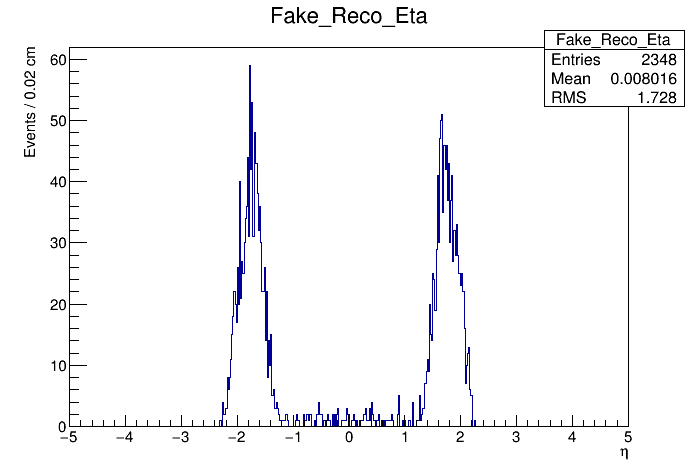 Fake_Reco_Eta
Fake_Reco_Eta
Entries 2348
Mean 0.008016
RMS 1.728
Events / 0.02 cm
60
50
40
30
20
10
0
−5 −4 −3 −2 −1 0 1 2 3 4 5
η